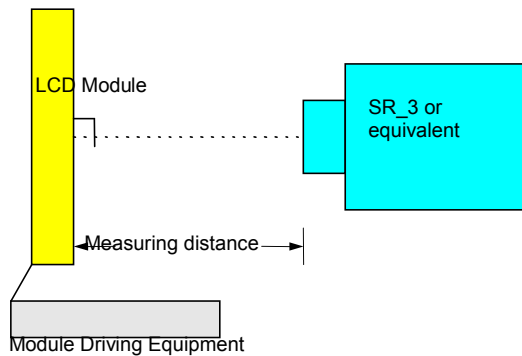 LCD Module
SR_3 or
equivalent
Measuring distance
Module Driving Equipment